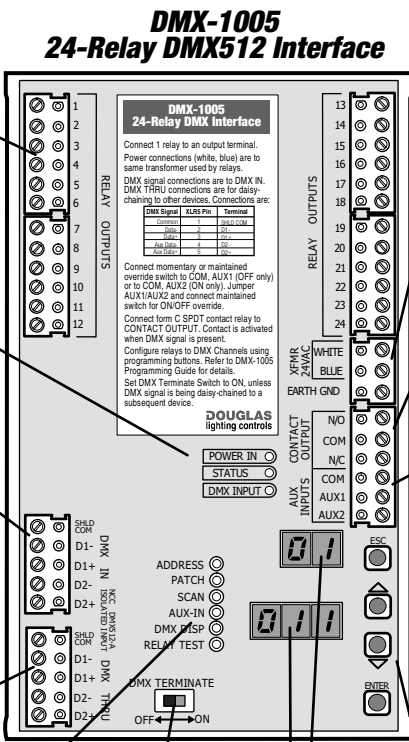 DMX-1005
24-Relay DMX512 Interface
1
2
3
4
5
6
RELAY OUTPUTS
7
8
9
10
11
12
DMX-1005
24-Relay DMX Interface
Connect 1 relay to an output terminal.
Power connections (white, blue) are to
same transformer used by relays.
DMX signal connections are to DMX IN.
DMX THRU connections are for daisy-
chaining to other devices. Connections are:
DMX Signal XLR5 Pin Terminal
Common 1 SHLD COM
Data- 2 D1-
Data+ 3 D1+
Aux Data- 4 D2-
Aux Data+ 5 D2+
Connect momentary or maintained
override switch to COM, AUX1 (OFF only)
or to COM, AUX2 (ON only). Jumper
AUX1/AUX2 and connect maintained
switch for ON/OFF override.
Connect form C SPDT contact relay to
CONTACT OUTPUT. Contact is activated
when DMX signal is present.
Configure relays to DMX Channels using
programming buttons. Refer to DMX-1005
Programming Guide for details.
Set DMX Terminate Switch to ON, unless
DMX signal is being daisy-chained to a
subsequent device.
DOUGLAS
lighting controls
13
14
15
16
17
18
RELAY OUTPUTS
19
20
21
22
23
24
XFMR
24VAC
WHITE
BLUE
EARTH GND
CONTACT
OUTPUT
N/O
COM
N/C
AUX
INPUTS
COM
AUX1
AUX2
POWER IN
STATUS
DMX INPUT
SHLD
COM
D1-
D1+
D2-
D2+
DMX IN
NCC DMX512-A
ISOLATED INPUT
SHLD
COM
D1-
D1+
D2-
D2+
DMX THRU
ADDRESS
PATCH
SCAN
AUX-IN
DMX DISP
RELAY TEST
01
011
ESC
ENTER
DMX TERMINATE
OFF ON